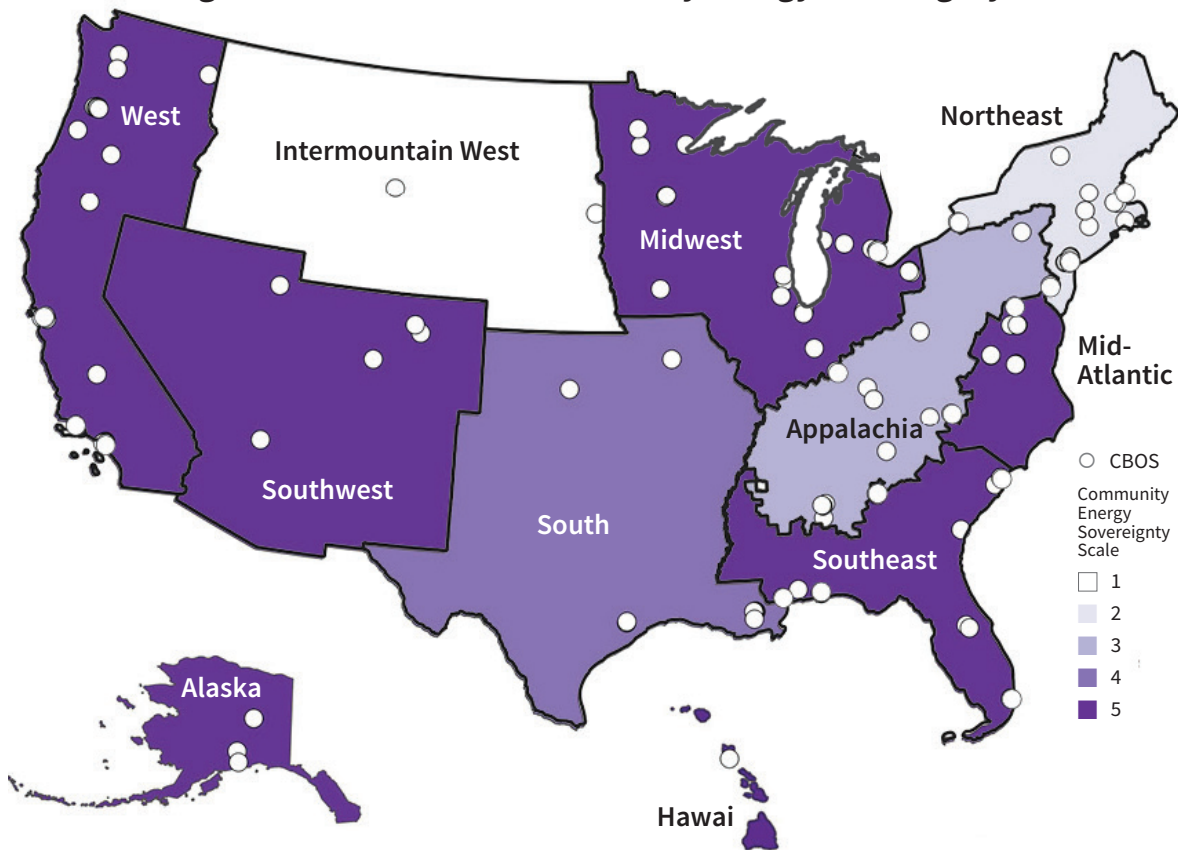 West
Intermountain West
Northeast
Midwest
Mid-
Atlantic
Appalachia
Southwest
South
Southeast
CBOS
Community
Energy
Sovereignty
Scale
1
2
3
4
5
Alaska
Hawai